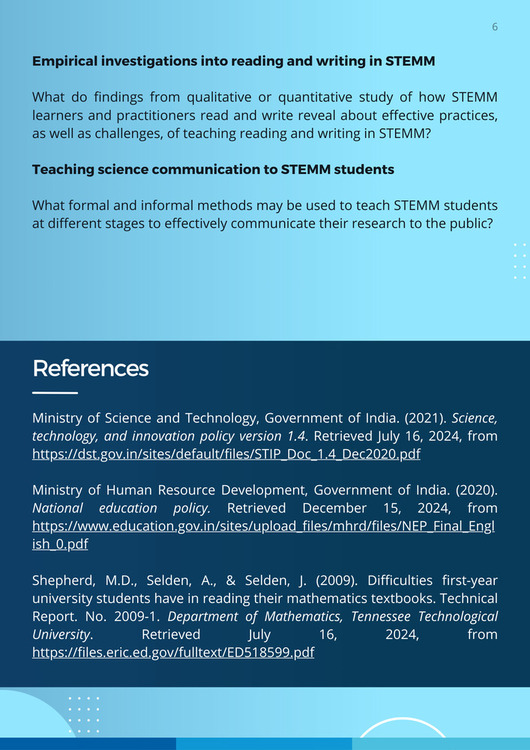 6
Empirical investigations into reading and writing in STEMM
What do findings from qualitative or quantitative study of how STEMM
learners and practitioners read and write reveal about effective practices,
as well as challenges, of teaching reading and writing in STEMM?
Teaching science communication to STEMM students
What formal and informal methods may be used to teach STEMM students
at different stages to effectively communicate their research to the public?
References
Ministry of Science and Technology, Government of India. (2021). Science,
technology, and innovation policy version 1.4. Retrieved July 16, 2024, from
https://dst.gov.in/sites/default/files/STIP_Doc_1.4_Dec2020.pdf
Ministry of Human Resource Development, Government of India. (2020).
National education policy. Retrieved December 15, 2024, from
https://www.education.gov.in/sites/upload_files/mhrd/files/NEP_Final_Engl
ish_0.pdf
Shepherd, M.D., Selden, A., & Selden, J. (2009). Difficulties first-year
university students have in reading their mathematics textbooks. Technical
Report. No. 2009-1. Department of Mathematics, Tennessee Technological
University. Retrieved July 16, 2024, from
https://files.eric.ed.gov/fulltext/ED518599.pdf